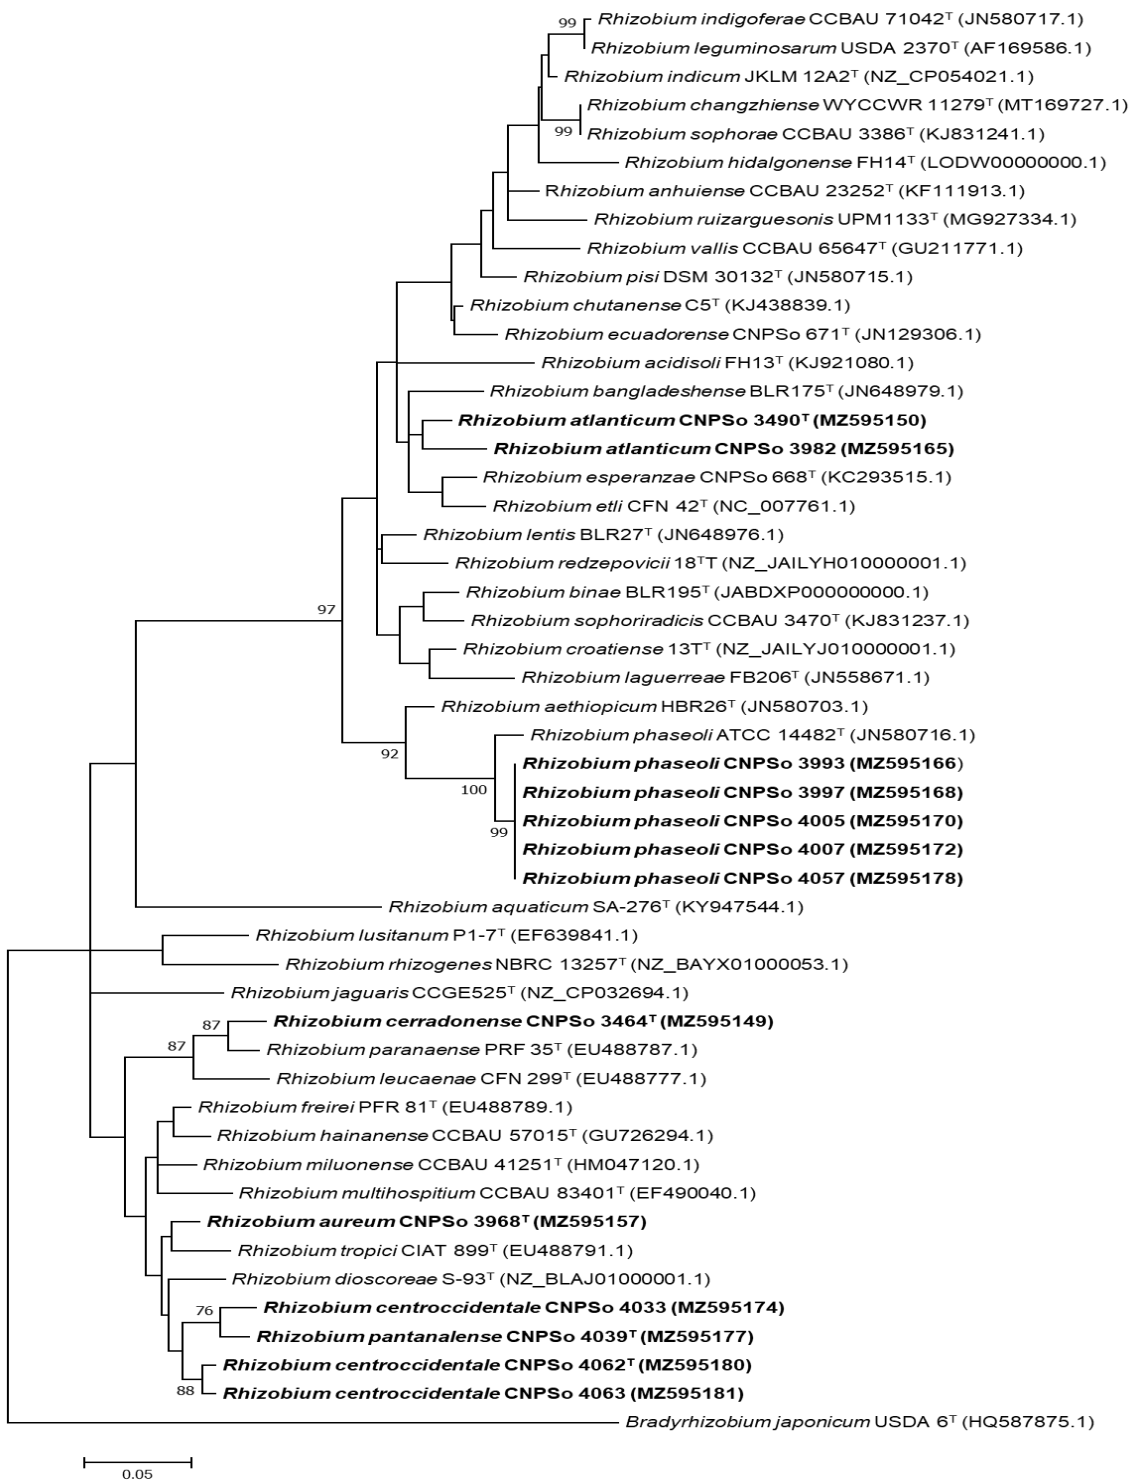 99
Rhizobium indigoferae CCBAU 71042ᵀ (JN580717.1)
Rhizobium leguminosarum USDA 2370ᵀ (AF169586.1)
Rhizobium indicum JKLM 12A2ᵀ (NZ_CP054021.1)
Rhizobium changzhiense WYCCWR 11279ᵀ (MT169727.1)
99
Rhizobium sophorae CCBAU 3386ᵀ (KJ831241.1)
Rhizobium hidalgonense FH14ᵀ (LODW00000000.1)
Rhizobium anhuiense CCBAU 23252ᵀ (KF111913.1)
Rhizobium ruizarguesonis UPM1133ᵀ (MG927334.1)
Rhizobium vallis CCBAU 65647ᵀ (GU211771.1)
Rhizobium pisi DSM 30132ᵀ (JN580715.1)
Rhizobium chutanense C5ᵀ (KJ438839.1)
Rhizobium ecuadorense CNPSo 671ᵀ (JN129306.1)
Rhizobium acidisoli FH13ᵀ (KJ921080.1)
Rhizobium bangladeshense BLR175ᵀ (JN648979.1)
Rhizobium atlanticum CNPSo 3490ᵀ (MZ595150)
Rhizobium atlanticum CNPSo 3982 (MZ595165)
Rhizobium esperanzae CNPSo 668ᵀ (KC293515.1)
Rhizobium etli CFN 42ᵀ (NC_007761.1)
Rhizobium lentis BLR27ᵀ (JN648976.1)
Rhizobium redzepovicii 18ᵀT (NZ_JAILYH010000001.1)
Rhizobium binae BLR195ᵀ (JABDXP000000000.1)
97
Rhizobium sophoriradicis CCBAU 3470ᵀ (KJ831237.1)
Rhizobium croatiense 13Tᵀ (NZ_JAILYJ010000001.1)
Rhizobium laguerreae FB206ᵀ (JN558671.1)
Rhizobium aethiopicum HBR26ᵀ (JN580703.1)
Rhizobium phaseoli ATCC 14482ᵀ (JN580716.1)
92
Rhizobium phaseoli CNPSo 3993 (MZ595166)
100
Rhizobium phaseoli CNPSo 3997 (MZ595168)
Rhizobium phaseoli CNPSo 4005 (MZ595170)
99
Rhizobium phaseoli CNPSo 4007 (MZ595172)
Rhizobium phaseoli CNPSo 4057 (MZ595178)
Rhizobium aquaticum SA-276ᵀ (KY947544.1)
Rhizobium lusitanum P1-7ᵀ (EF639841.1)
Rhizobium rhizogenes NBRC 13257ᵀ (NZ_BAYX01000053.1)
Rhizobium jaguaris CCGE525ᵀ (NZ_CP032694.1)
87
Rhizobium cerradonense CNPSo 3464ᵀ (MZ595149)
87
Rhizobium paranaense PRF 35ᵀ (EU488787.1)
Rhizobium leucaenae CFN 299ᵀ (EU488777.1)
Rhizobium freirei PFR 81ᵀ (EU488789.1)
Rhizobium hainanense CCBAU 57015ᵀ (GU726294.1)
Rhizobium miluonense CCBAU 41251ᵀ (HM047120.1)
Rhizobium multihospitium CCBAU 83401ᵀ (EF490040.1)
Rhizobium aureum CNPSo 3968ᵀ (MZ595157)
Rhizobium tropici CIAT 899ᵀ (EU488791.1)
Rhizobium dioscoreae S-93ᵀ (NZ_BLAJ01000001.1)
76
Rhizobium centroccidentale CNPSo 4033 (MZ595174)
Rhizobium pantanalense CNPSo 4039ᵀ (MZ595177)
Rhizobium centroccidentale CNPSo 4062ᵀ (MZ595180)
88
Rhizobium centroccidentale CNPSo 4063 (MZ595181)
Bradyrhizobium japonicum USDA 6ᵀ (HQ587875.1)
0.05